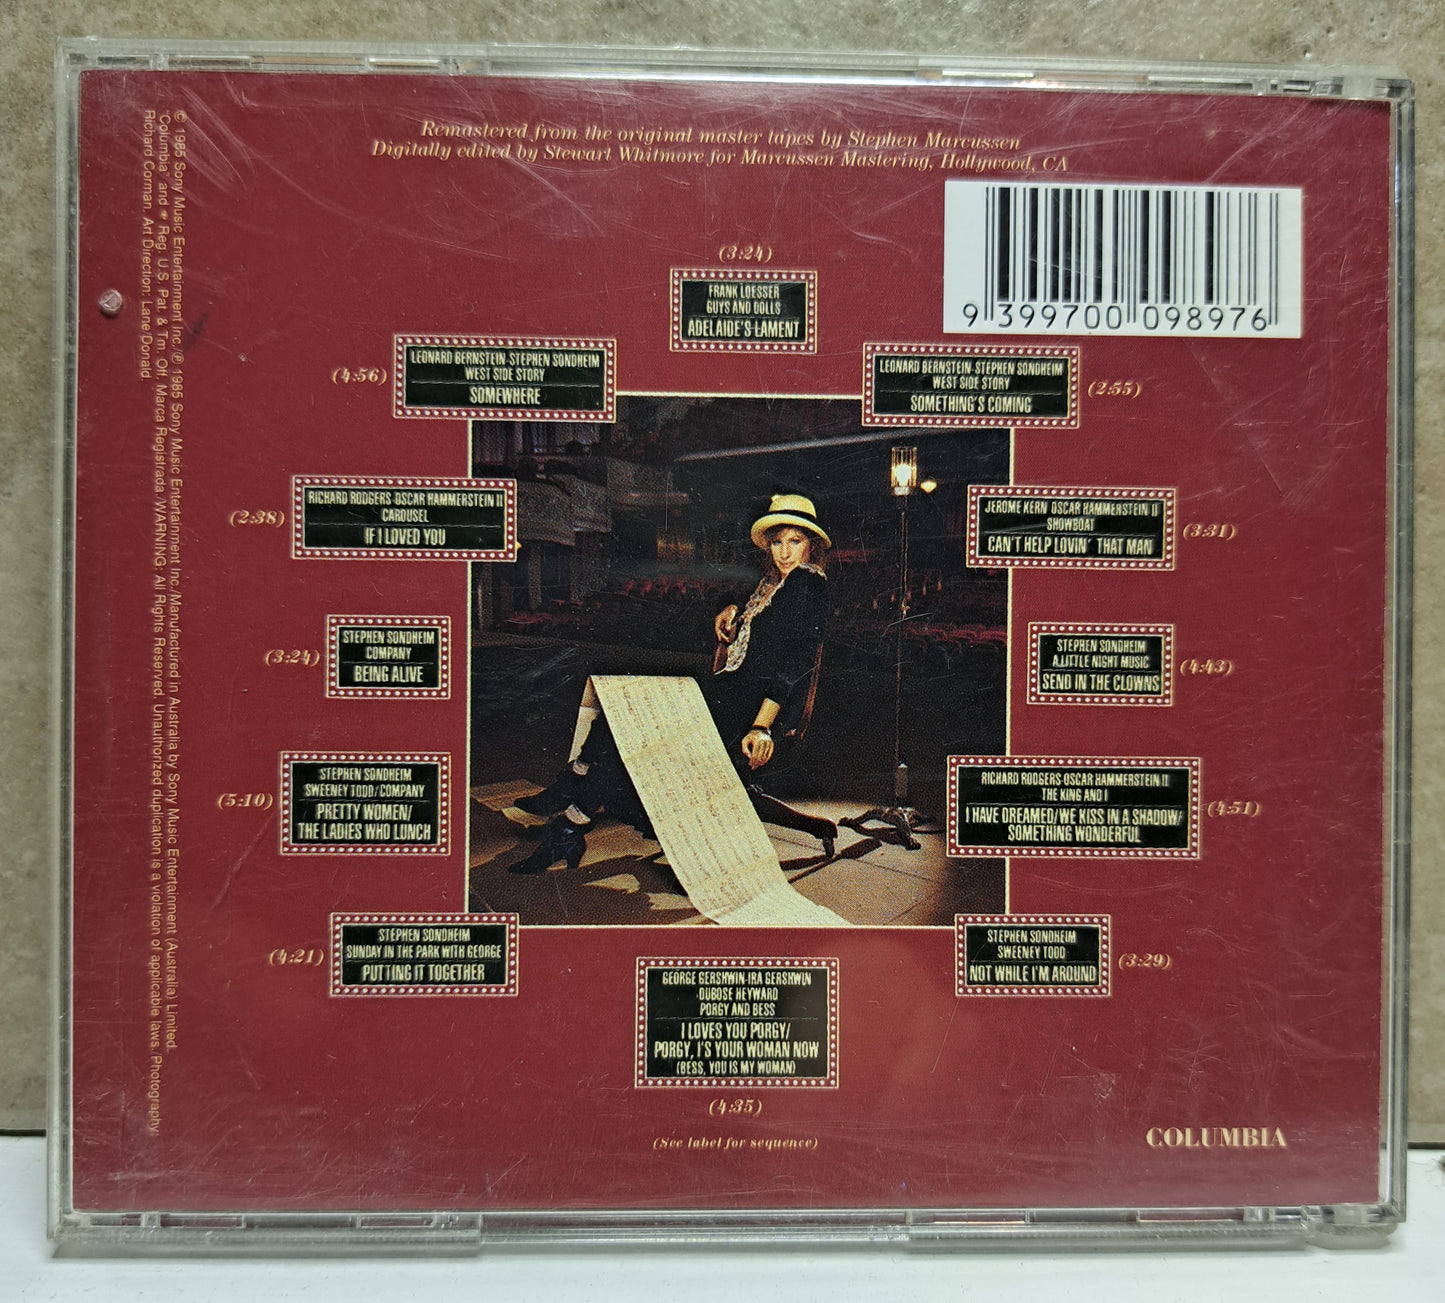 Remastered from the original master tapes by Stephen Marcussen
Digitally edited by Stewart Whitmore for Marcussen Mastering, Hollywood, CA
9 399700 098976
(3:24)
FRANK LOESSER
GUYS AND DOLLS
ADELAIDE'S LAMENT
(4:56)
LEONARD BERNSTEIN-STEPHEN SONDHEIM
WEST SIDE STORY
SOMEWHERE
LEONARD BERNSTEIN-STEPHEN SONDHEIM
WEST SIDE STORY
SOMETHING'S COMING
(2:55)
(2:38)
RICHARD RODGERS-OSCAR HAMMERSTEIN II
CAROUSEL
IF I LOVED YOU
JEROME KERN-OSCAR HAMMERSTEIN II
SHOWBOAT
CAN'T HELP LOVIN' THAT MAN
(3:31)
(3:24)
STEPHEN SONDHEIM
COMPANY
BEING ALIVE
STEPHEN SONDHEIM
A LITTLE NIGHT MUSIC
SEND IN THE CLOWNS
(4:43)
(5:10)
STEPHEN SONDHEIM
SWEENEY TODD/COMPANY
PRETTY WOMEN/
THE LADIES WHO LUNCH
RICHARD RODGERS-OSCAR HAMMERSTEIN II
THE KING AND I
I HAVE DREAMED/WE KISS IN A SHADOW/
SOMETHING WONDERFUL
(4:51)
(4:21)
STEPHEN SONDHEIM
SUNDAY IN THE PARK WITH GEORGE
PUTTING IT TOGETHER
STEPHEN SONDHEIM
SWEENEY TODD
NOT WHILE I'M AROUND
(3:29)
GEORGE GERSHWIN-IRA GERSHWIN
DUBOSE HEYWARD
PORGY AND BESS
I LOVES YOU PORGY/
PORGY, I'S YOUR WOMAN NOW
(BESS, YOU IS MY WOMAN)
(4:35)
(See label for sequence)
COLUMBIA
© 1985 Sony Music Entertainment Inc./℗ 1985 Sony Music Entertainment Inc./Manufactured in Australia by Sony Music Entertainment (Australia) Limited.
"Columbia" and Reg. U.S. Pat. & Tm. Off. Marca Registrada./WARNING: All Rights Reserved. Unauthorized duplication is a violation of applicable laws./Photography:
Richard Corman. Art Direction: Lane/Donald.